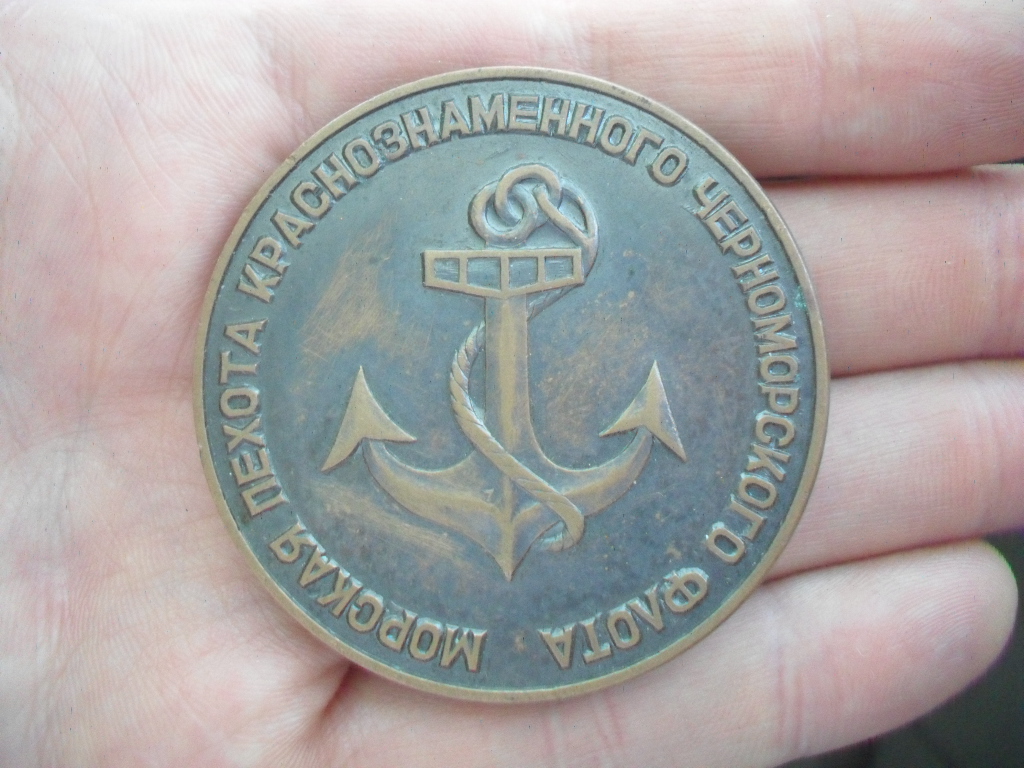 МОРСКАЯ ПЕХОТА КРАСНОЗНАМЕННОГО ЧЕРНОМОРСКОГО ФЛОТА